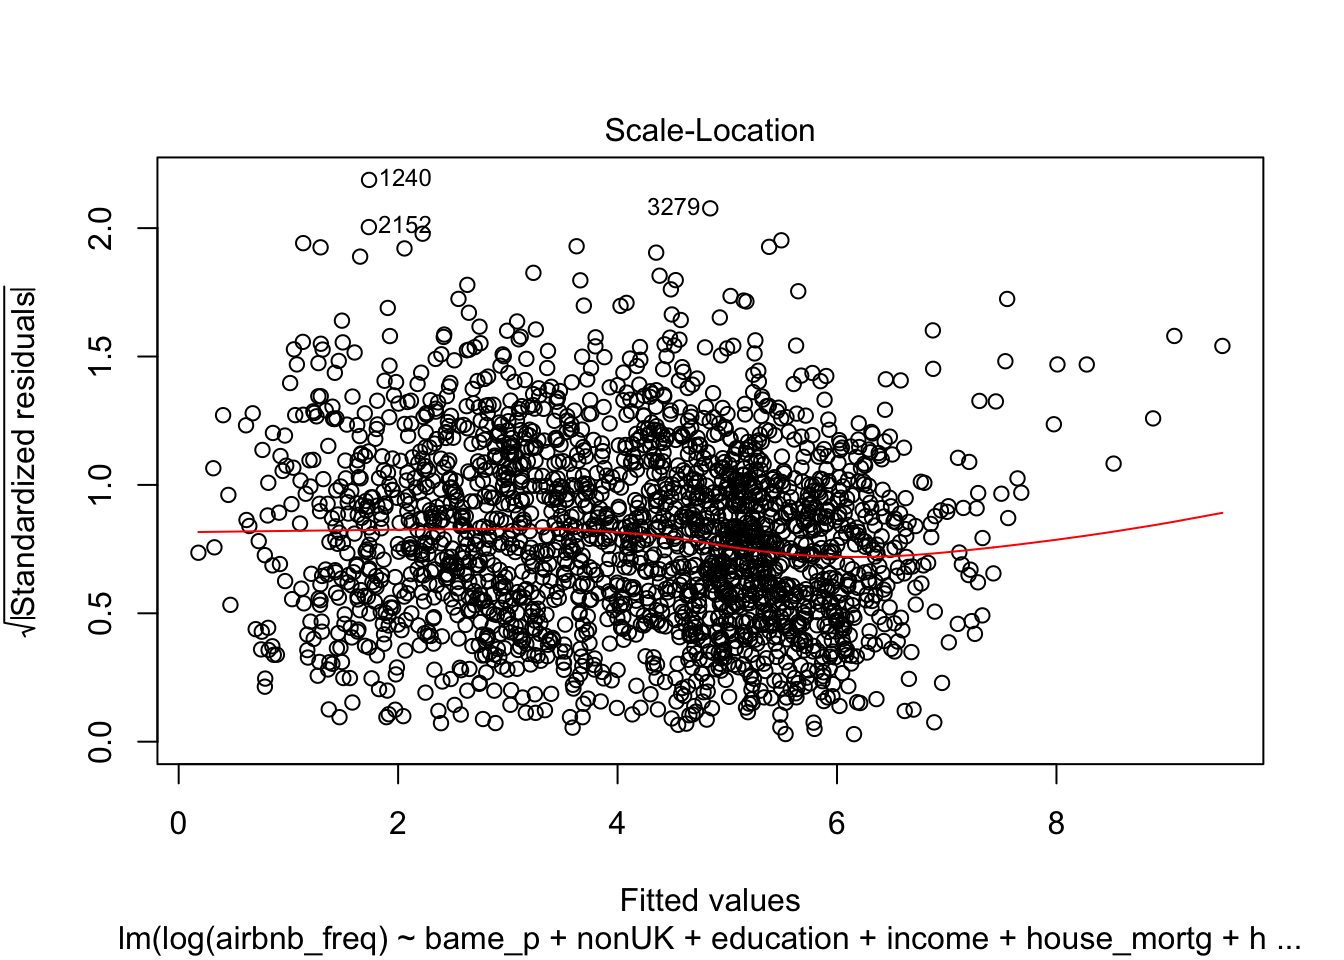 Scale-Location
1240
3279
2152
√|Standardized residuals|
2.0
1.5
1.0
0.5
0.0
0 2 4 6 8
Fitted values
lm(log(airbnb_freq) ~ bame_p + nonUK + education + income + house_mortg + h ...